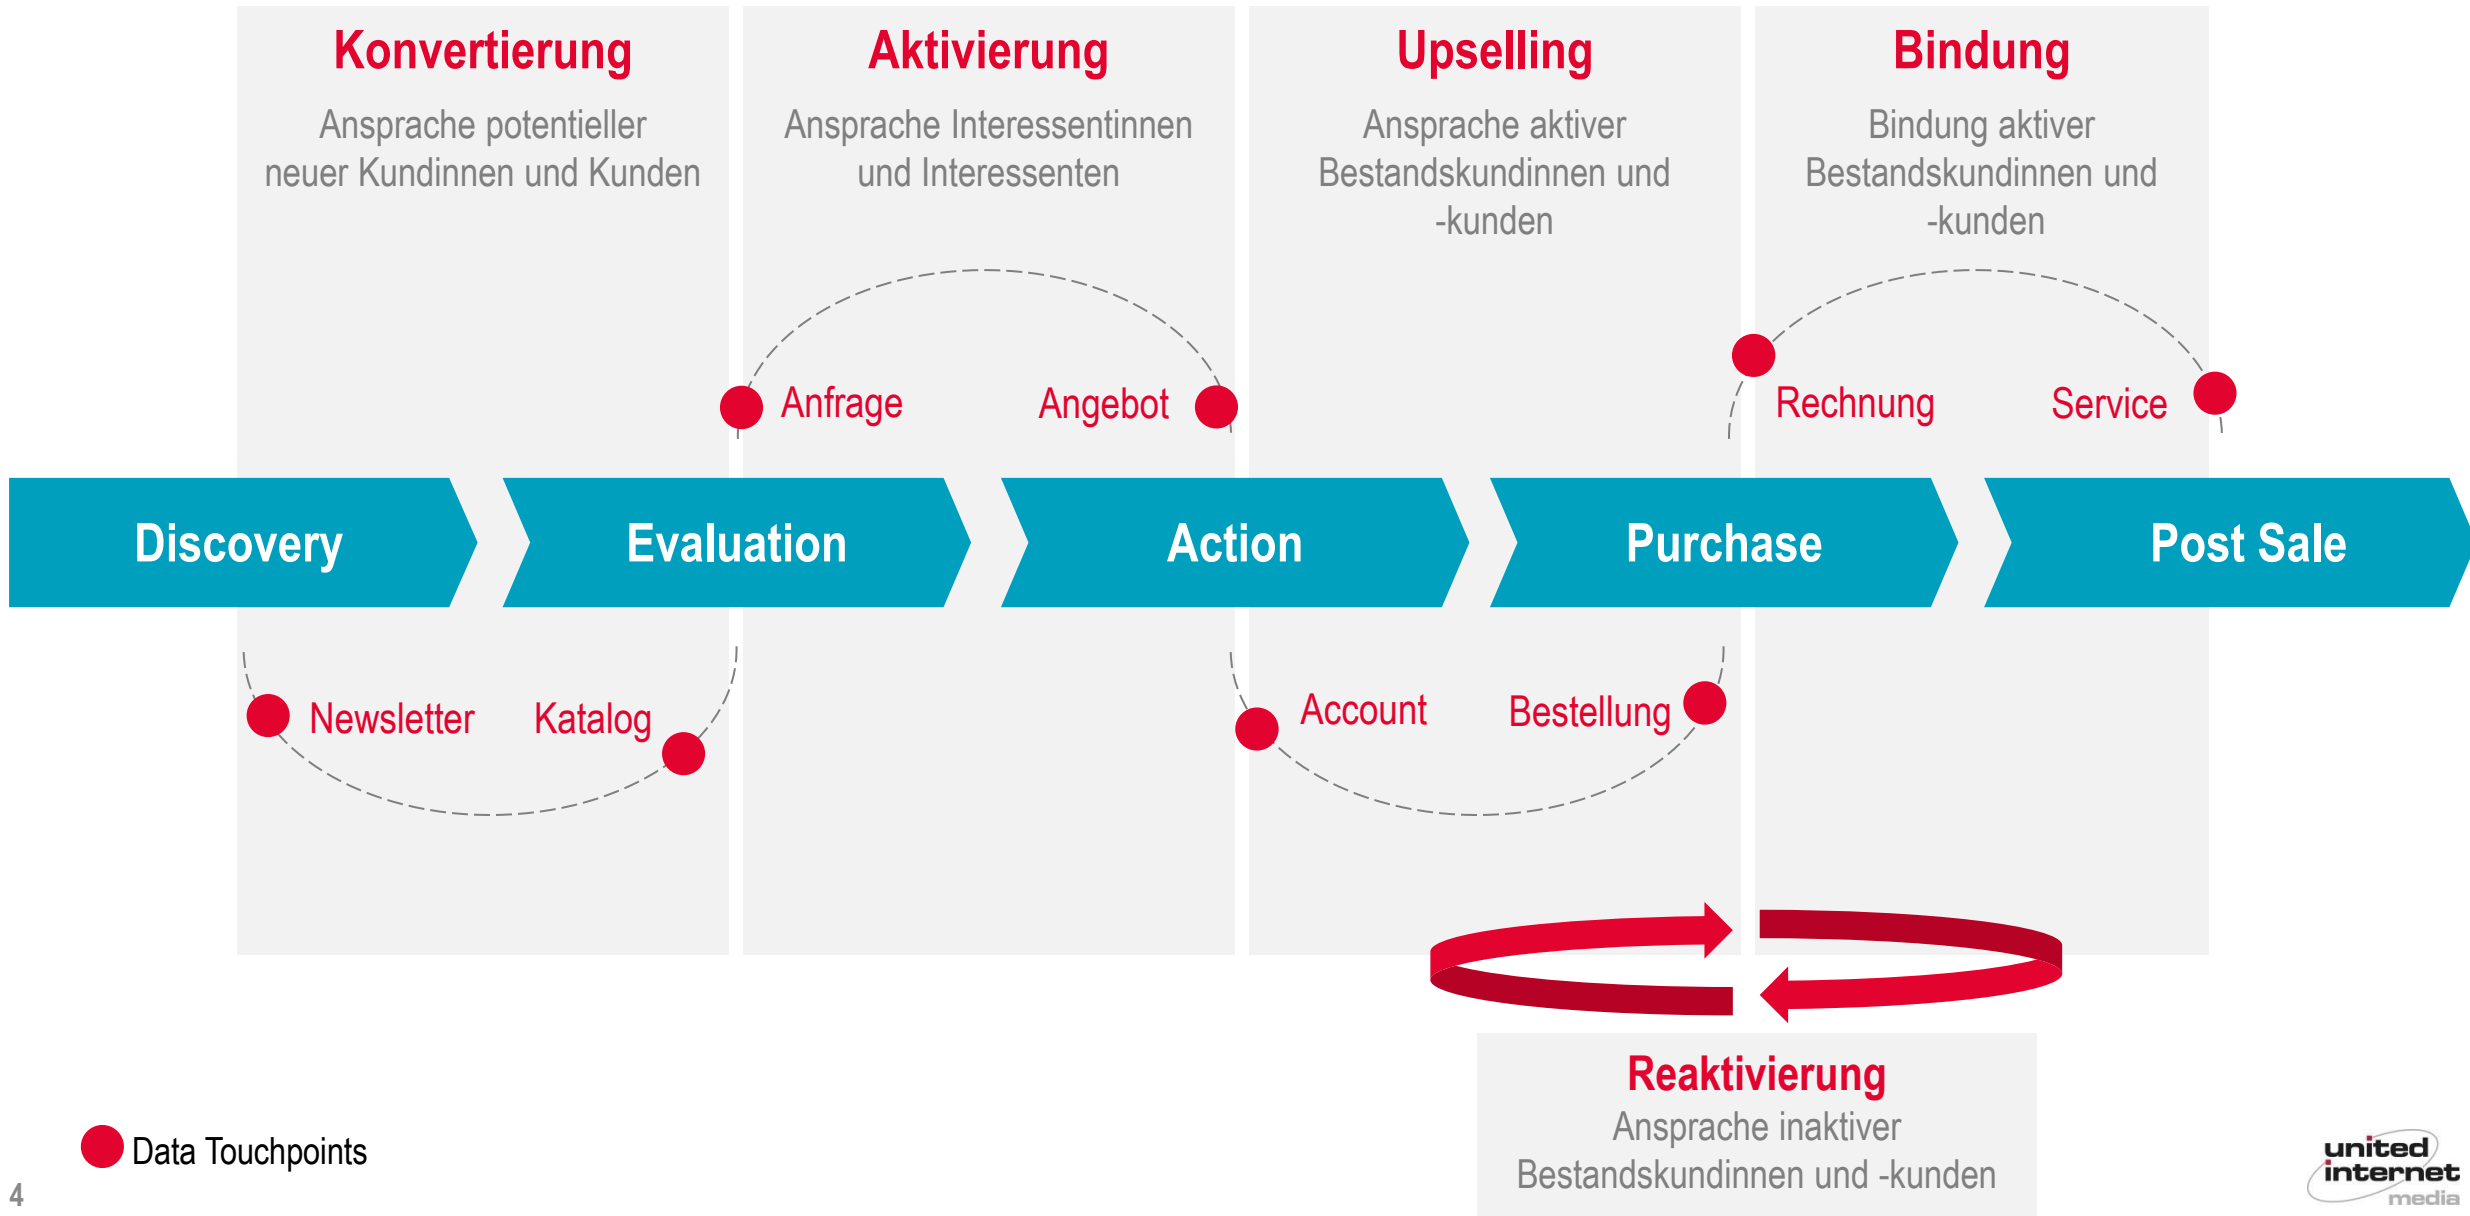 Konvertierung
Ansprache potentieller
neuer Kundinnen und Kunden
Aktivierung
Ansprache Interessentinnen
und Interessenten
Upselling
Ansprache aktiver
Bestandskundinnen und
-kunden
Bindung
Bindung aktiver
Bestandskundinnen und
-kunden
Anfrage
Angebot
Rechnung
Service
Discovery
Evaluation
Action
Purchase
Post Sale
Newsletter
Katalog
Account
Bestellung
Reaktivierung
Ansprache inaktiver
Bestandskundinnen und -kunden
Data Touchpoints
4
united
internet
media